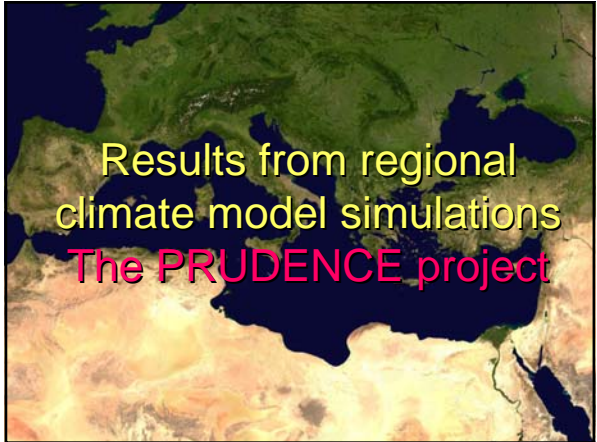 Results from regional
climate model simulations
The PRUDENCE project